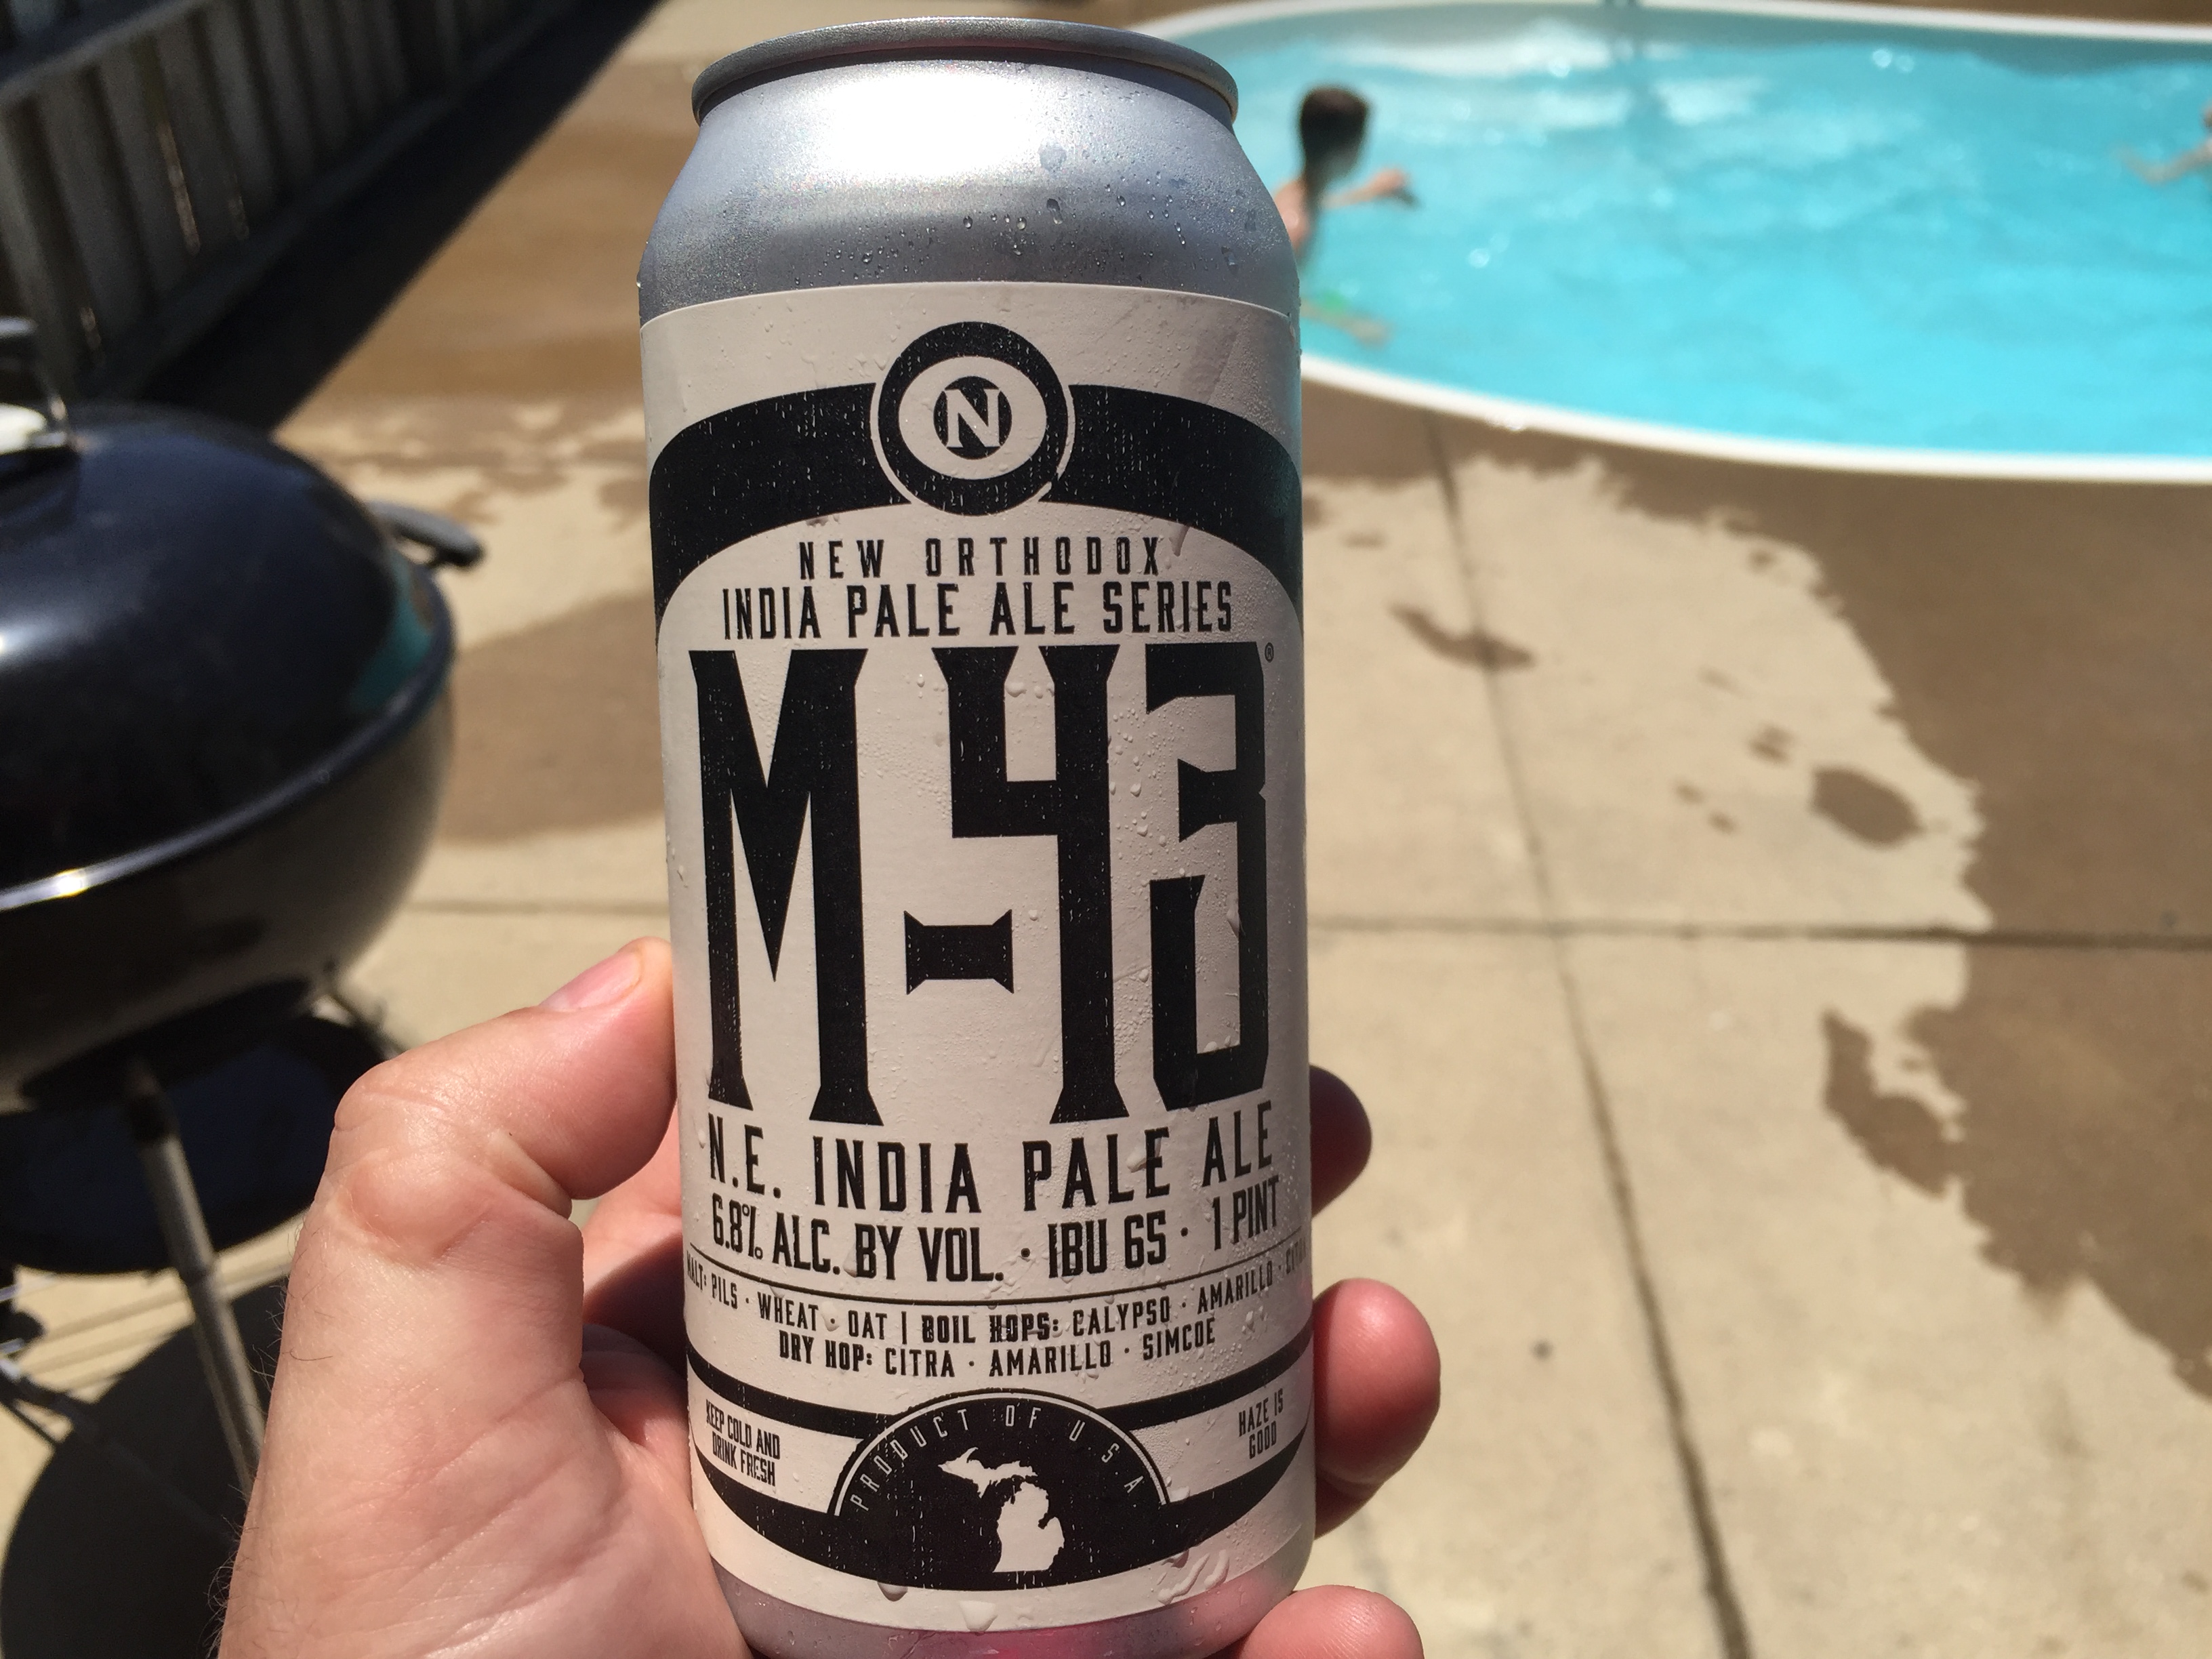 N
NEW ORTHODOX
INDIA PALE ALE SERIES
M-43®
N.E. INDIA PALE ALE
6.8% ALC. BY VOL. · IBU 65 · 1 PINT
MALT: PILS · WHEAT · OAT | BOIL HOPS: CALYPSO · AMARILLO · CITRA
DRY HOP: CITRA · AMARILLO · SIMCOE
KEEP COLD AND
DRINK FRESH
PRODUCT OF U.S.A
HAZE IS
GOOD